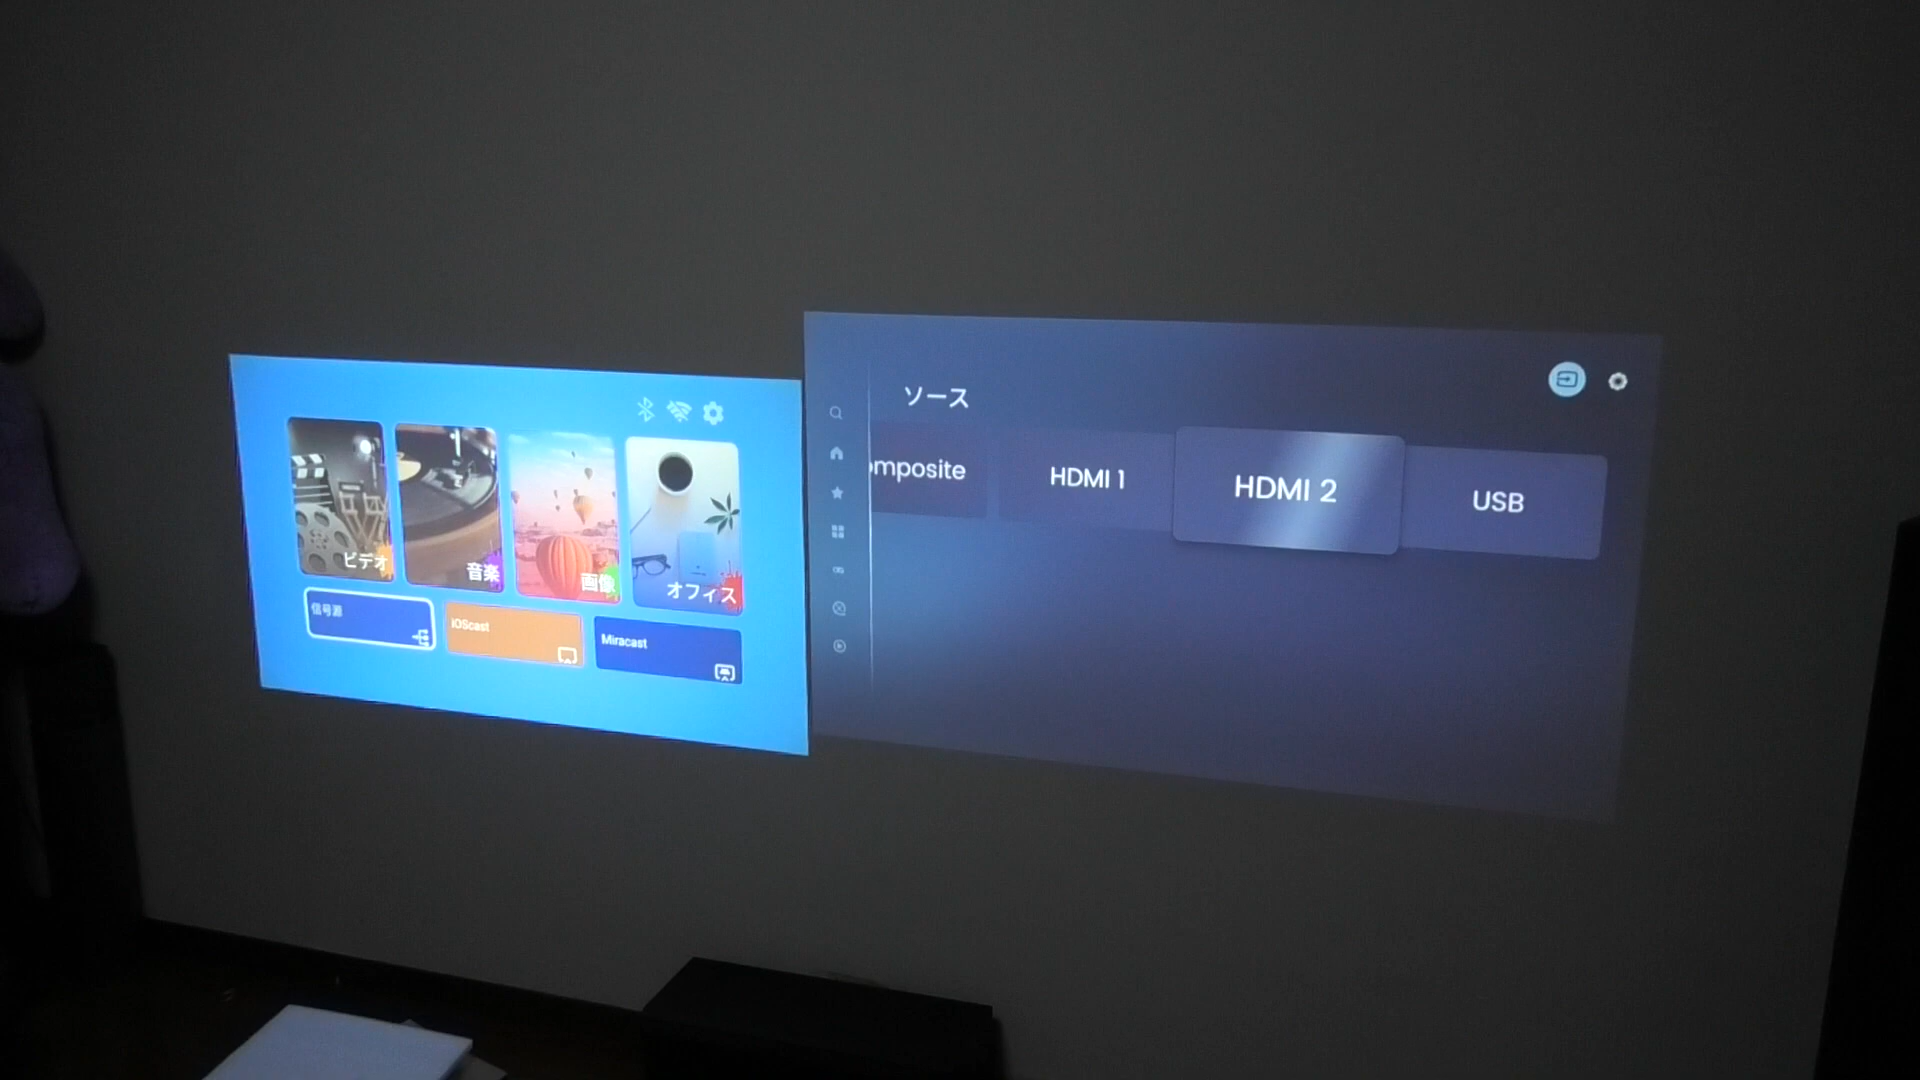 ビデオ
音楽
画像
オフィス
信号源
iOScast
Miracast
ソース
omposite
HDMI 1
HDMI 2
USB